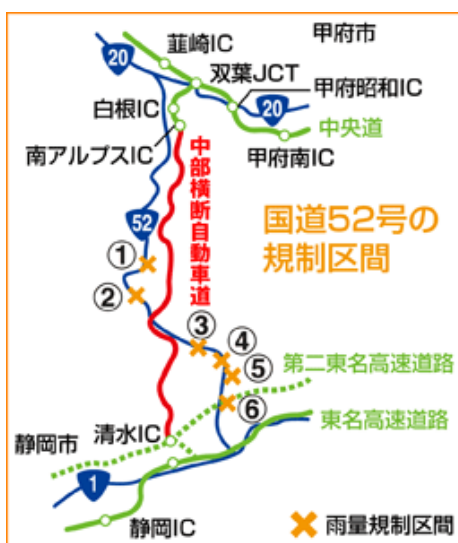 韮崎IC
甲府市
20
双葉JCT
甲府昭和IC
白根IC
20
中央道
南アルプスIC
甲府南IC
中部横断自動車道
52
国道52号の
規制区間
①
②
③
④
⑤
第二東名高速道路
⑥
東名高速道路
静岡市
清水IC
1
静岡IC
雨量規制区間